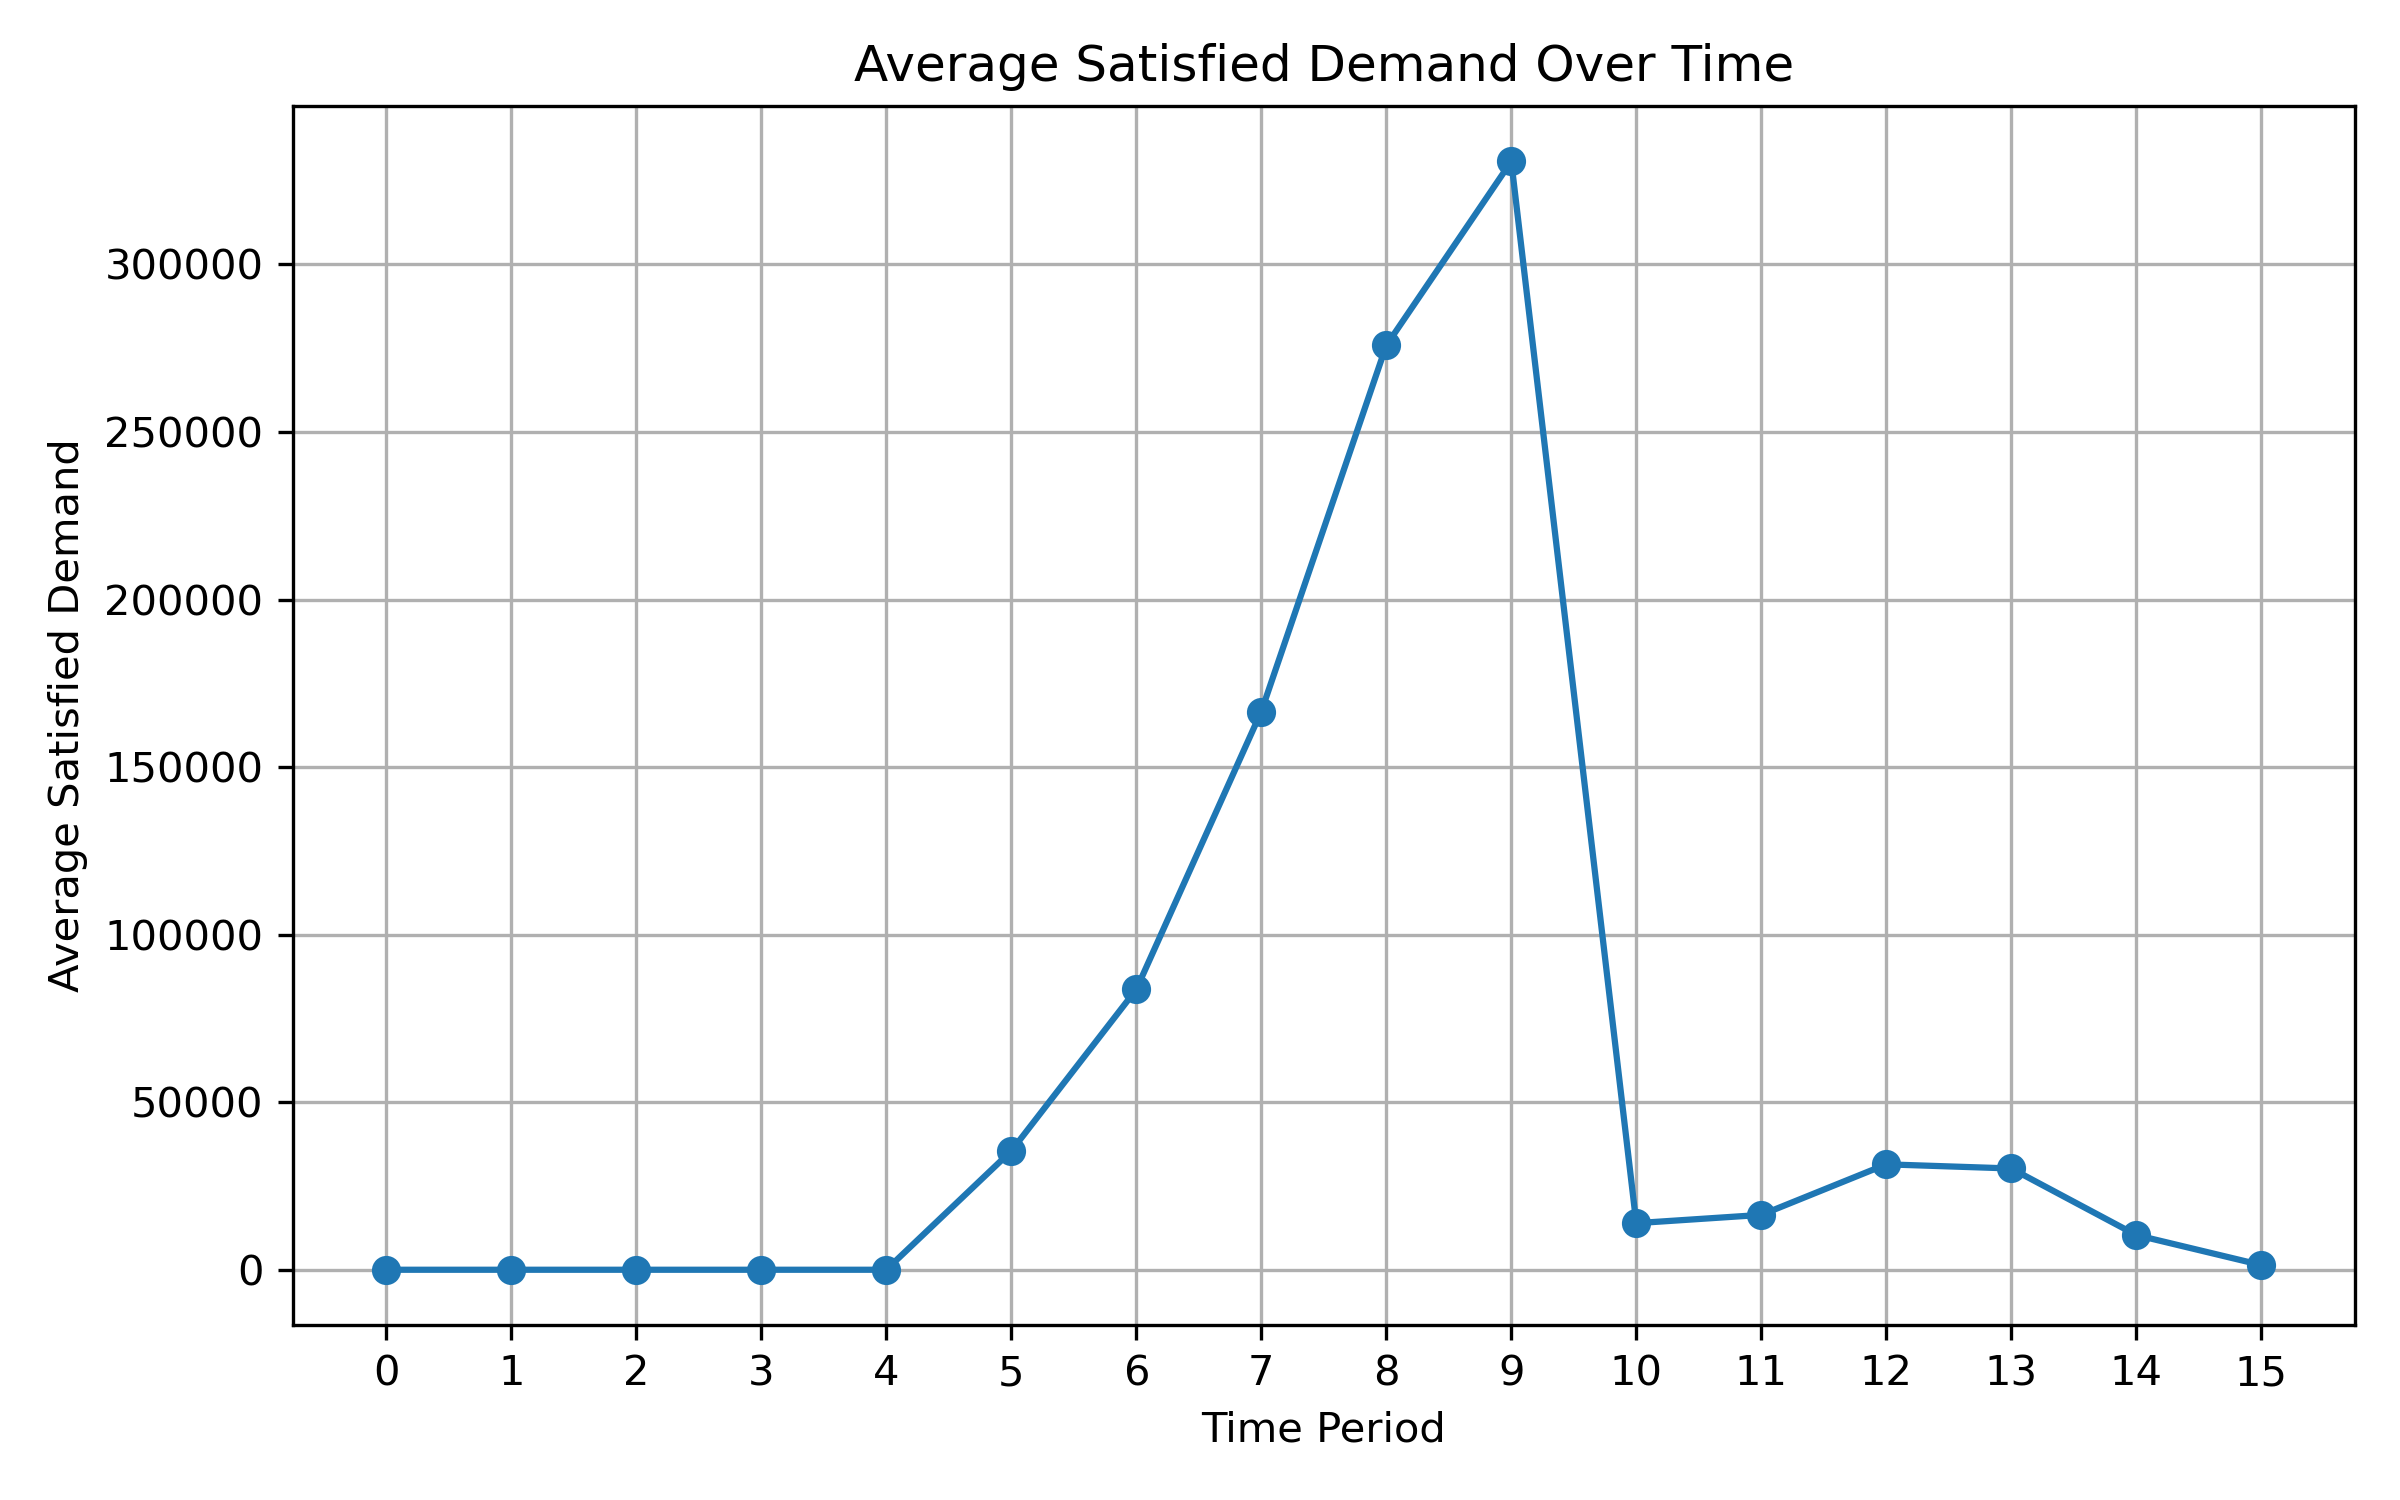 Average Satisfied Demand Over Time
Average Satisfied Demand
300000
250000
200000
150000
100000
50000
0
0 1 2 3 4 5 6 7 8 9 10 11 12 13 14 15
Time Period